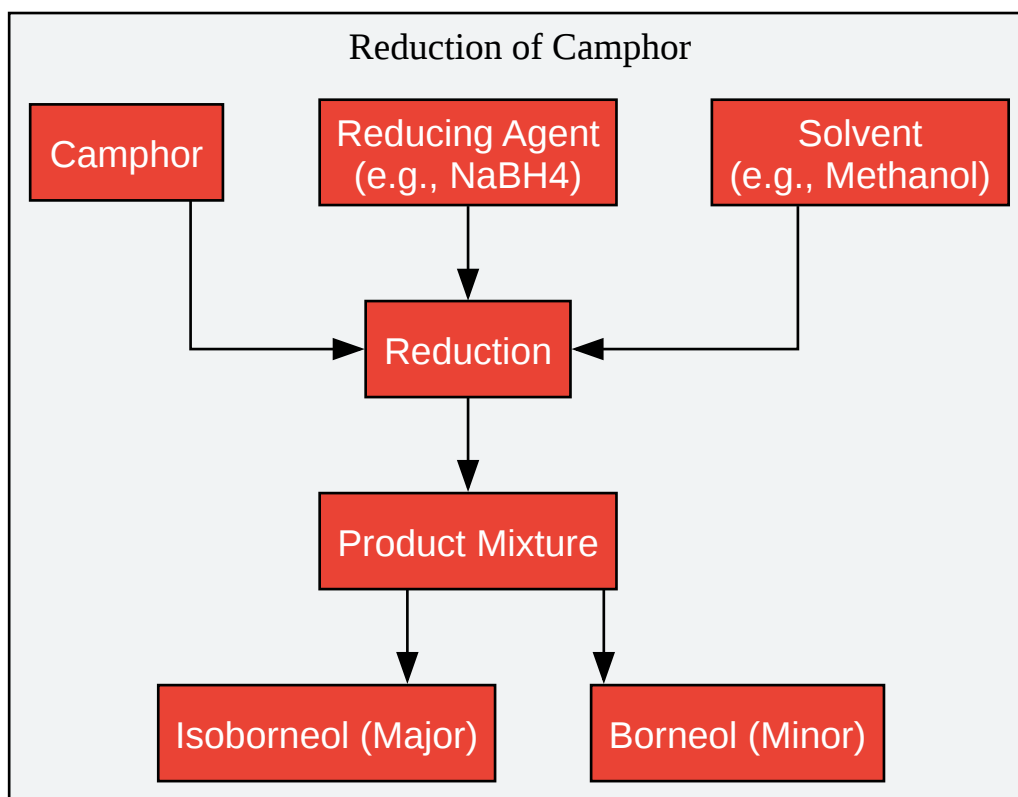 Reduction of Camphor
Camphor
Reducing Agent
(e.g., NaBH4)
Solvent
(e.g., Methanol)
Reduction
Product Mixture
Isoborneol (Major)
Borneol (Minor)